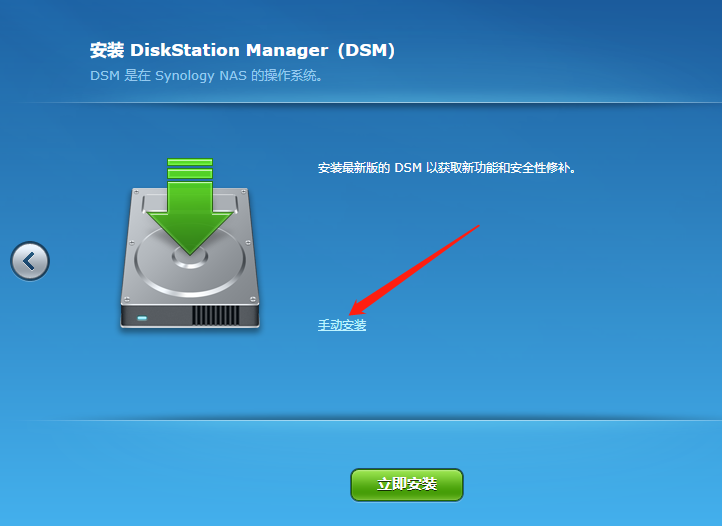 安装 DiskStation Manager（DSM）
DSM 是在 Synology NAS 的操作系统。
安装最新版的 DSM 以获取新功能和安全性修补。
手动安装
立即安装